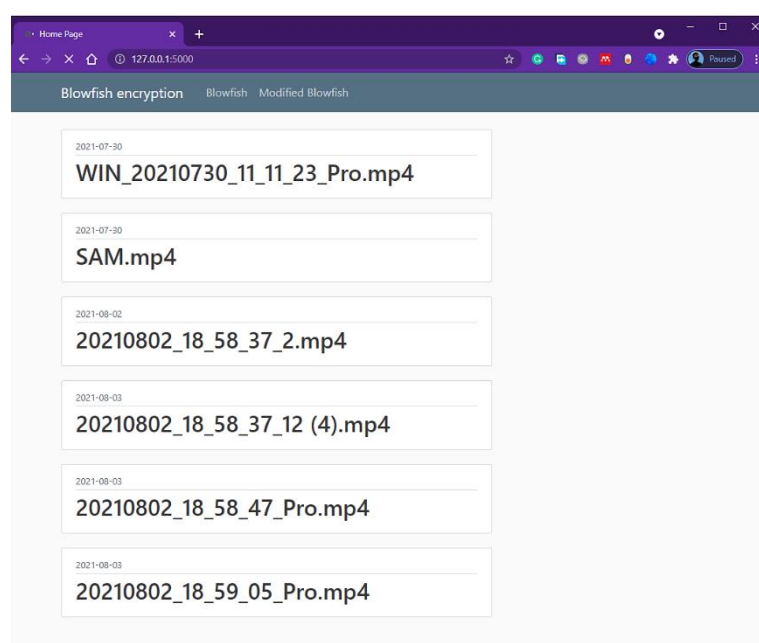 Home Page
127.0.0.1:5000
Paused
Blowfish encryption Blowfish Modified Blowfish
2021-07-30
WIN_20210730_11_11_23_Pro.mp4
2021-07-30
SAM.mp4
2021-08-02
20210802_18_58_37_2.mp4
2021-08-03
20210802_18_58_37_12 (4).mp4
2021-08-03
20210802_18_58_47_Pro.mp4
2021-08-03
20210802_18_59_05_Pro.mp4